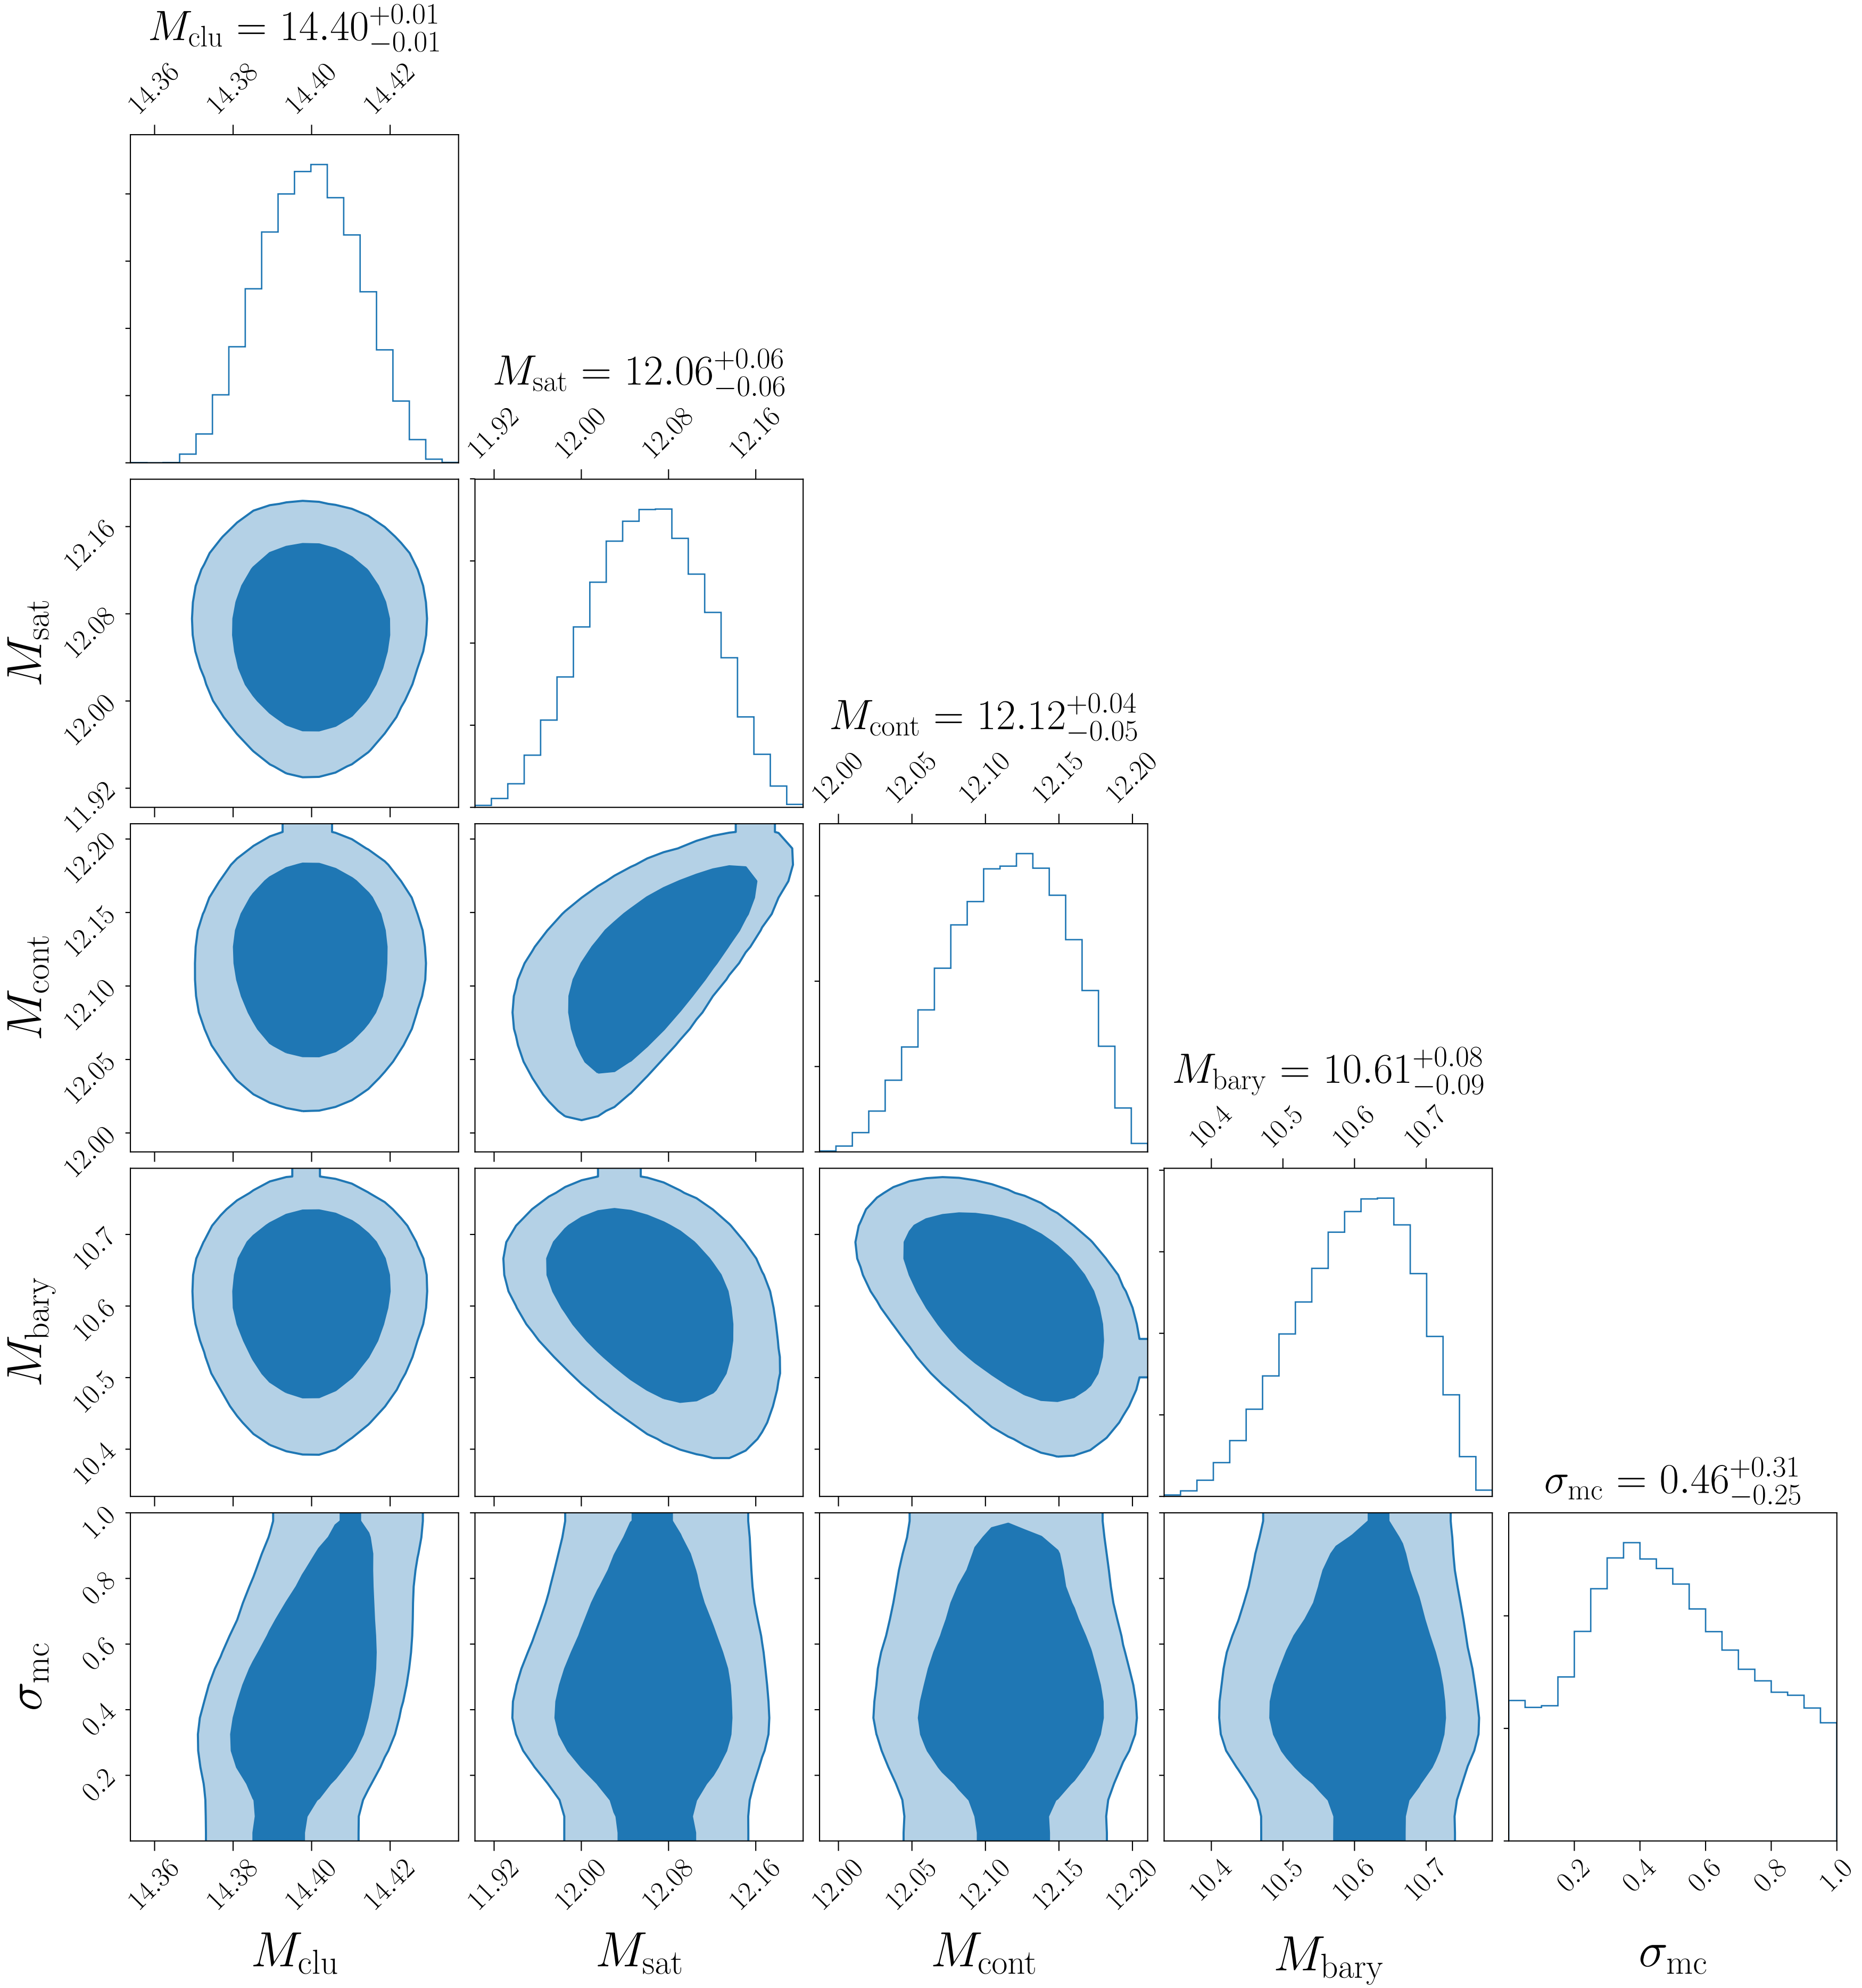 M_clu = 14.40 +0.01 −0.01
14.36 14.38 14.40 14.42
M_sat = 12.06 +0.06 −0.06
11.92 12.00 12.08 12.16
M_sat
12.16
12.08
12.00
11.92
M_cont = 12.12 +0.04 −0.05
12.00 12.05 12.10 12.15 12.20
M_cont
12.20
12.15
12.10
12.05
12.00
M_bary = 10.61 +0.08 −0.09
10.4 10.5 10.6 10.7
M_bary
10.7
10.6
10.5
10.4
σ_mc = 0.46 +0.31 −0.25
σ_mc
1.0
0.8
0.6
0.4
0.2
14.36 14.38 14.40 14.42 11.92 12.00 12.08 12.16 12.00 12.05 12.10 12.15 12.20 10.4 10.5 10.6 10.7 0.2 0.4 0.6 0.8 1.0
M_clu M_sat M_cont M_bary σ_mc